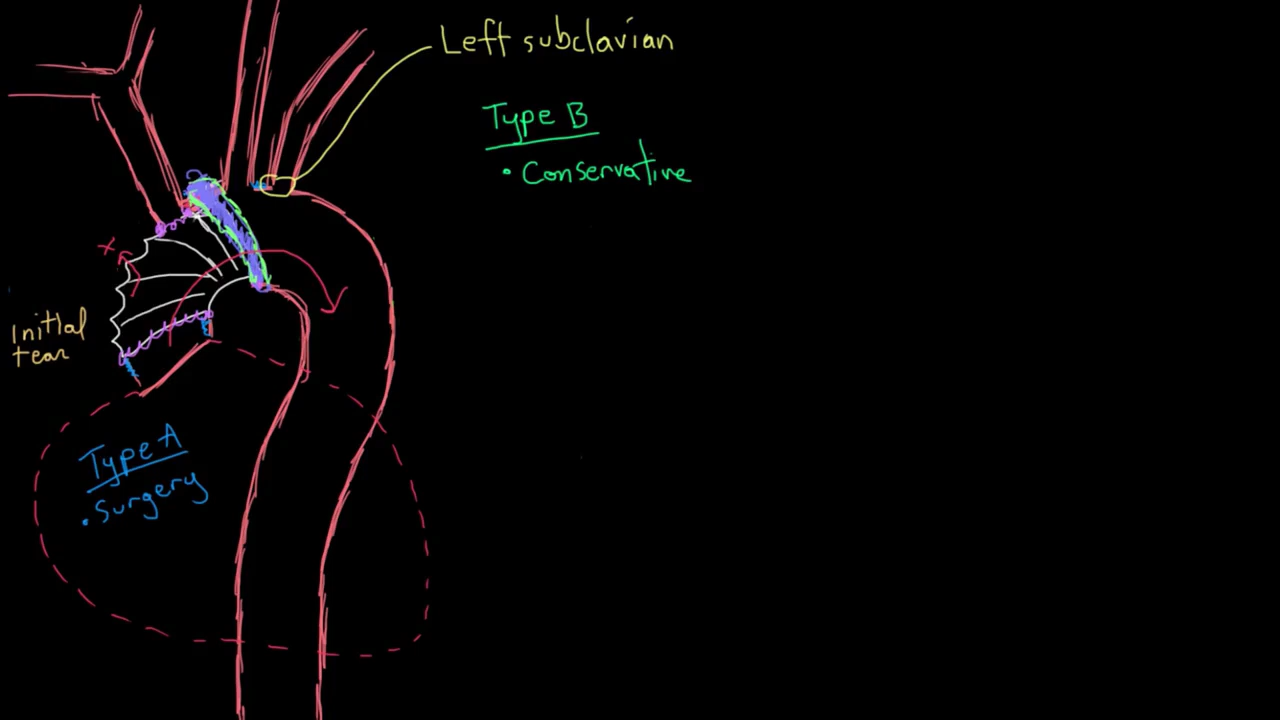 Left subclavian
Type B
• Conservative
Initial
tear
Type A
• Surgery